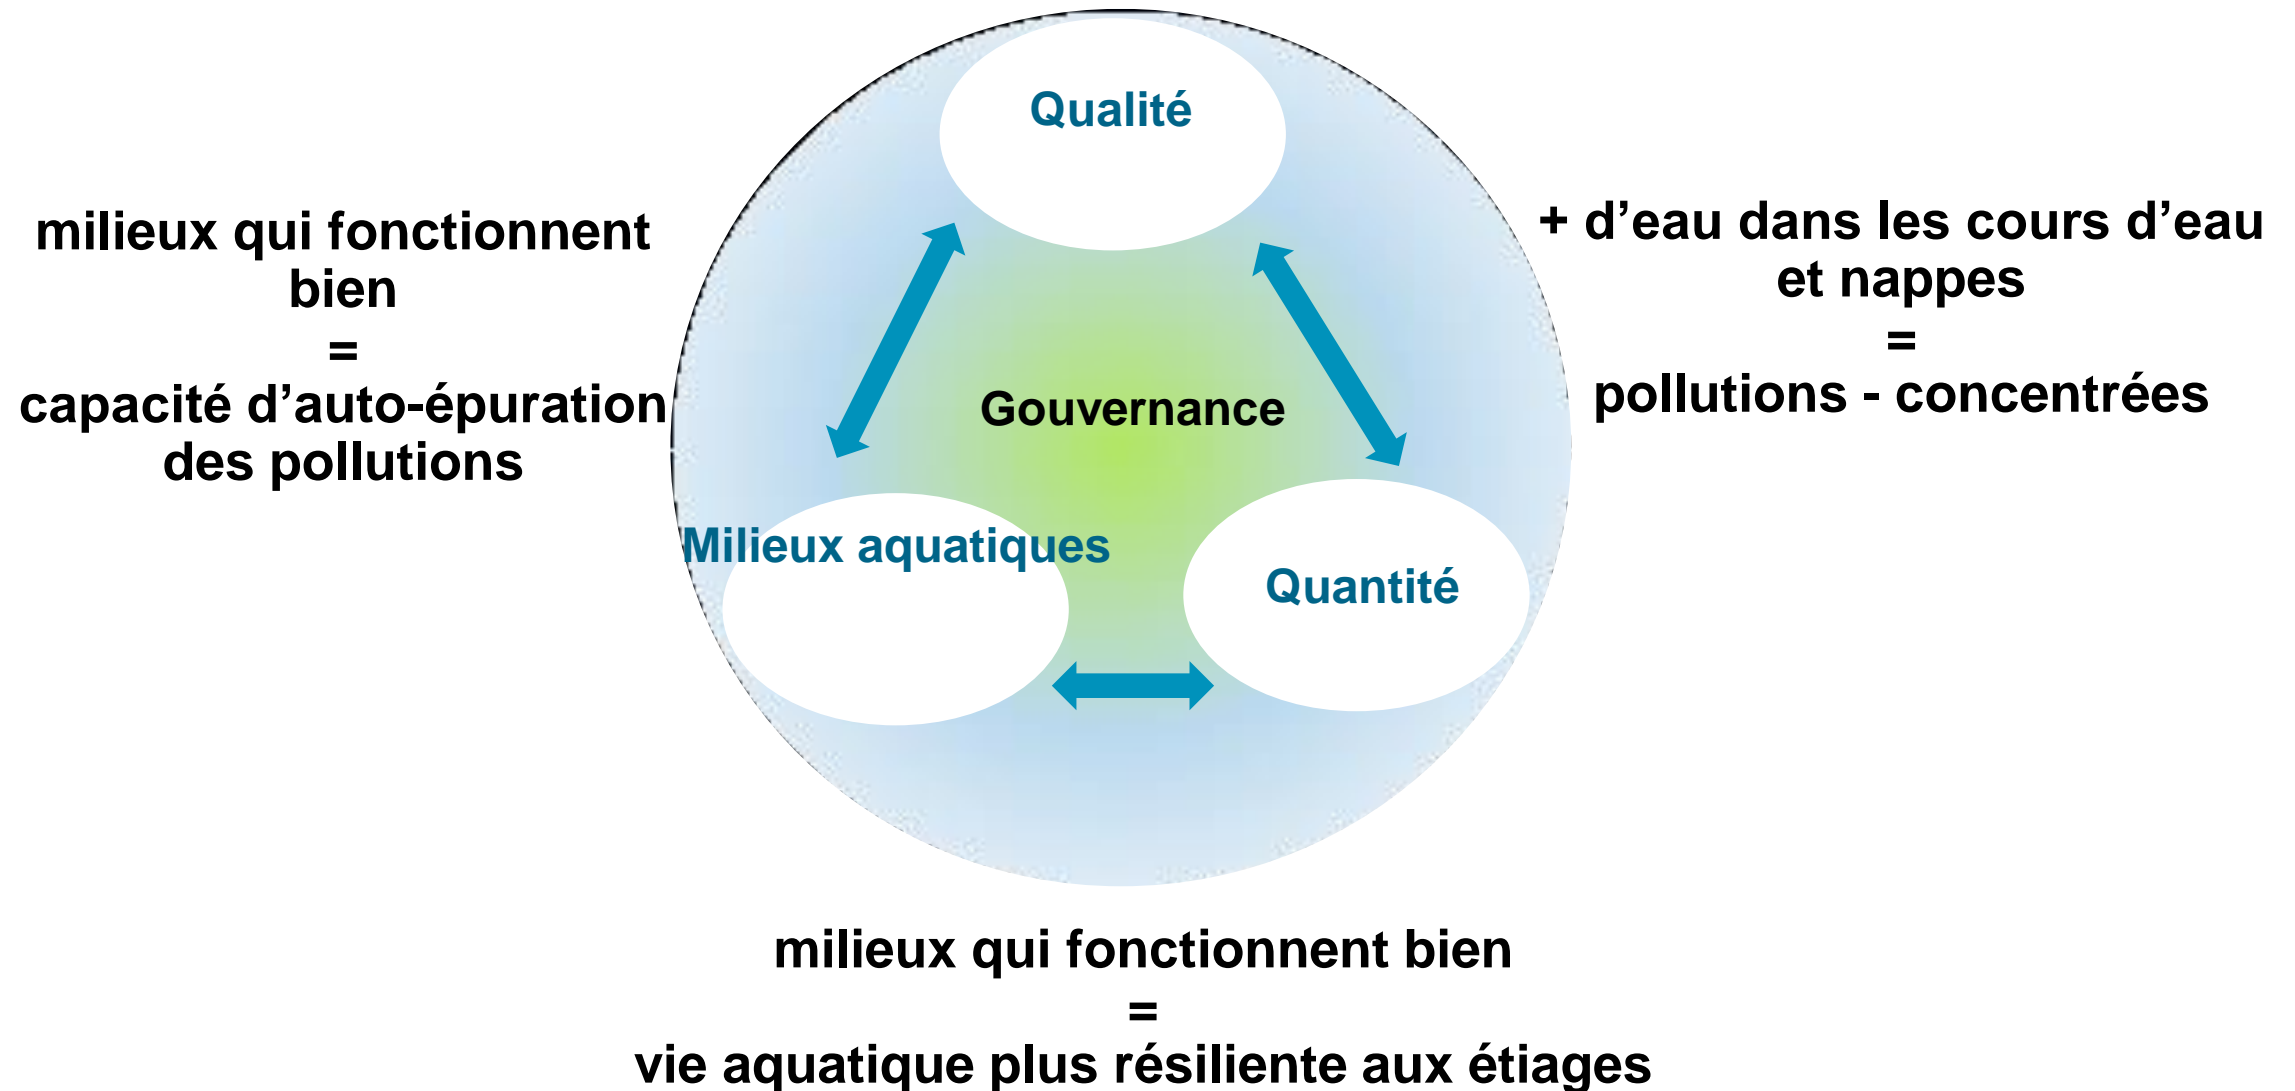 Qualité
milieux qui fonctionnent
bien
=
capacité d'auto-épuration
des pollutions
+ d'eau dans les cours d'eau
et nappes
=
pollutions - concentrées
Gouvernance
Milieux aquatiques
Quantité
milieux qui fonctionnent bien
=
vie aquatique plus résiliente aux étiages